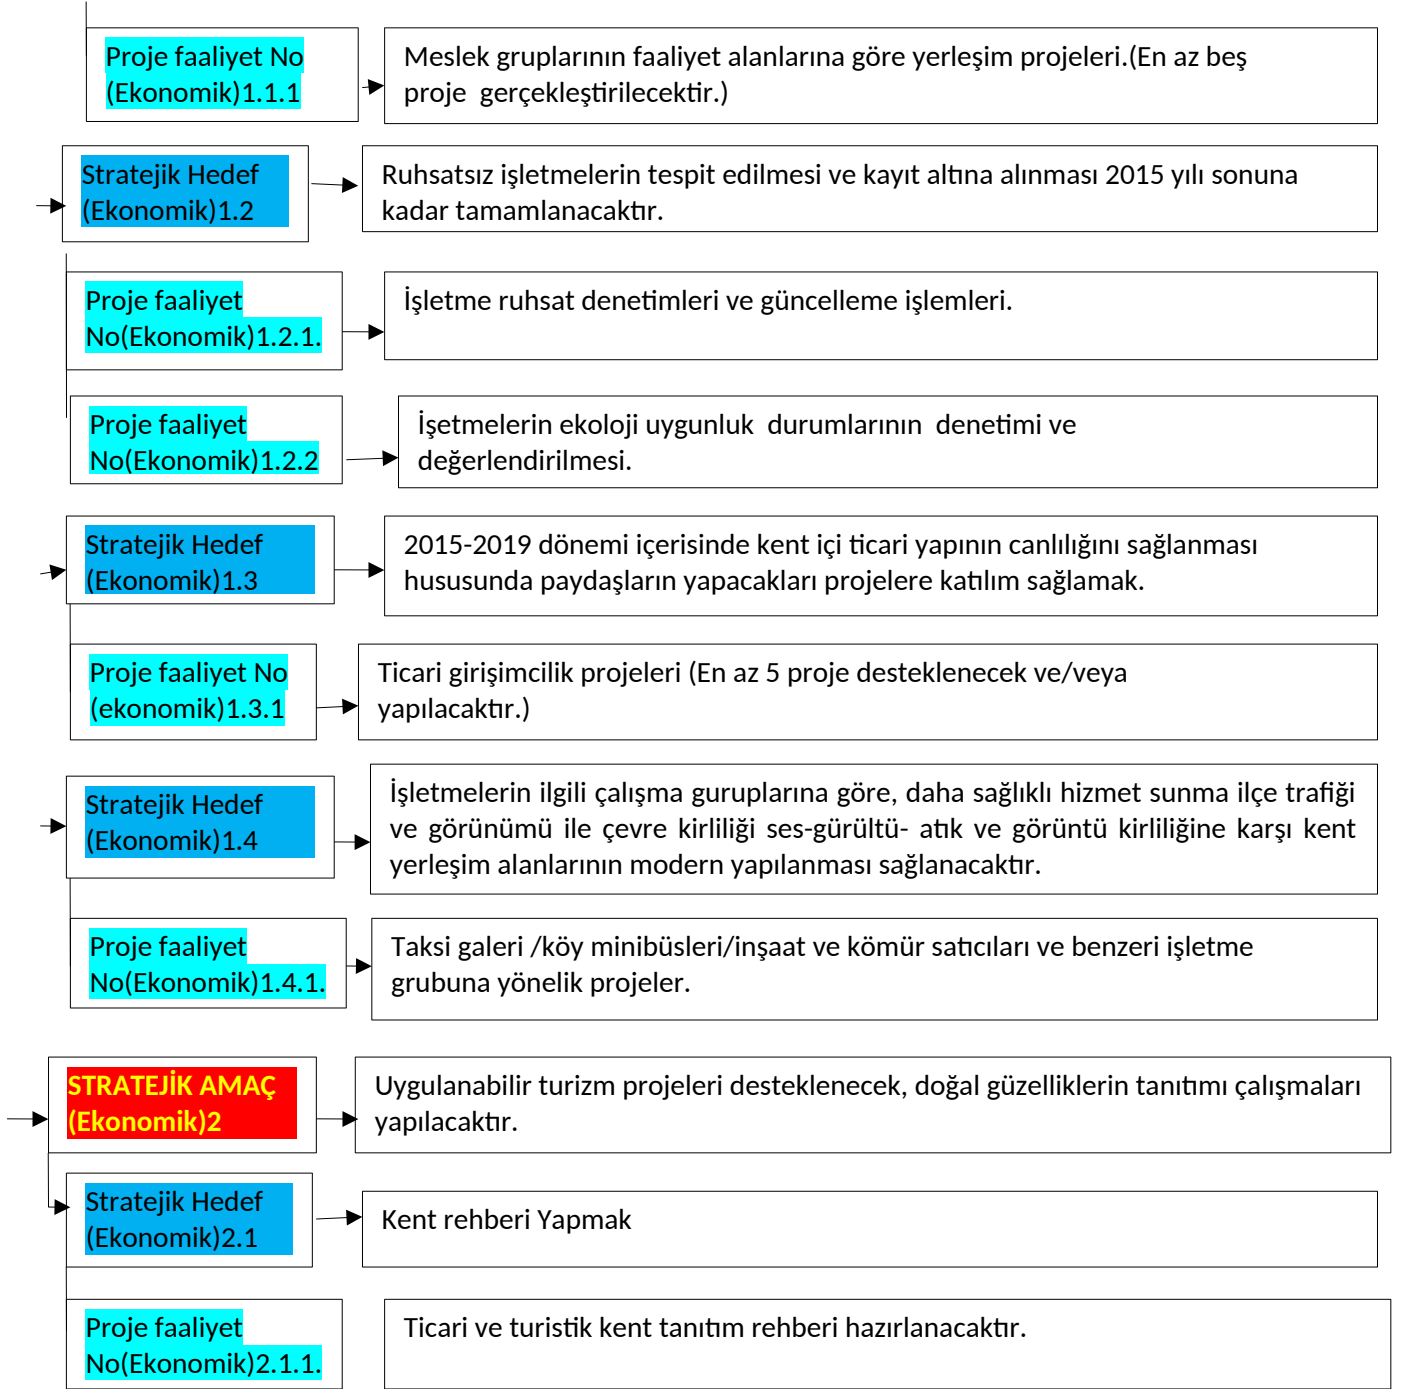 Proje faaliyet No
(Ekonomik)1.1.1
Meslek gruplarının faaliyet alanlarına göre yerleşim projeleri.(En az beş
proje  gerçekleştirilecektir.)
Stratejik Hedef
(Ekonomik)1.2
Ruhsatsız işletmelerin tespit edilmesi ve kayıt altına alınması 2015 yılı sonuna
kadar tamamlanacaktır.
Proje faaliyet
No(Ekonomik)1.2.1.
İşletme ruhsat denetimleri ve güncelleme işlemleri.
Proje faaliyet
No(Ekonomik)1.2.2
İşetmelerin ekoloji uygunluk  durumlarının  denetimi ve
değerlendirilmesi.
Stratejik Hedef
(Ekonomik)1.3
2015-2019 dönemi içerisinde kent içi ticari yapının canlılığını sağlanması
hususunda paydaşların yapacakları projelere katılım sağlamak.
Proje faaliyet No
(ekonomik)1.3.1
Ticari girişimcilik projeleri (En az 5 proje desteklenecek ve/veya
yapılacaktır.)
Stratejik Hedef
(Ekonomik)1.4
İşletmelerin ilgili çalışma guruplarına göre, daha sağlıklı hizmet sunma ilçe trafiği
ve görünümü ile çevre kirliliği ses-gürültü- atık ve görüntü kirliliğine karşı kent
yerleşim alanlarının modern yapılanması sağlanacaktır.
Proje faaliyet
No(Ekonomik)1.4.1.
Taksi galeri /köy minibüsleri/inşaat ve kömür satıcıları ve benzeri işletme
grubuna yönelik projeler.
STRATEJİK AMAÇ
(Ekonomik)2
Uygulanabilir turizm projeleri desteklenecek, doğal güzelliklerin tanıtımı çalışmaları
yapılacaktır.
Stratejik Hedef
(Ekonomik)2.1
Kent rehberi Yapmak
Proje faaliyet
No(Ekonomik)2.1.1.
Ticari ve turistik kent tanıtım rehberi hazırlanacaktır.